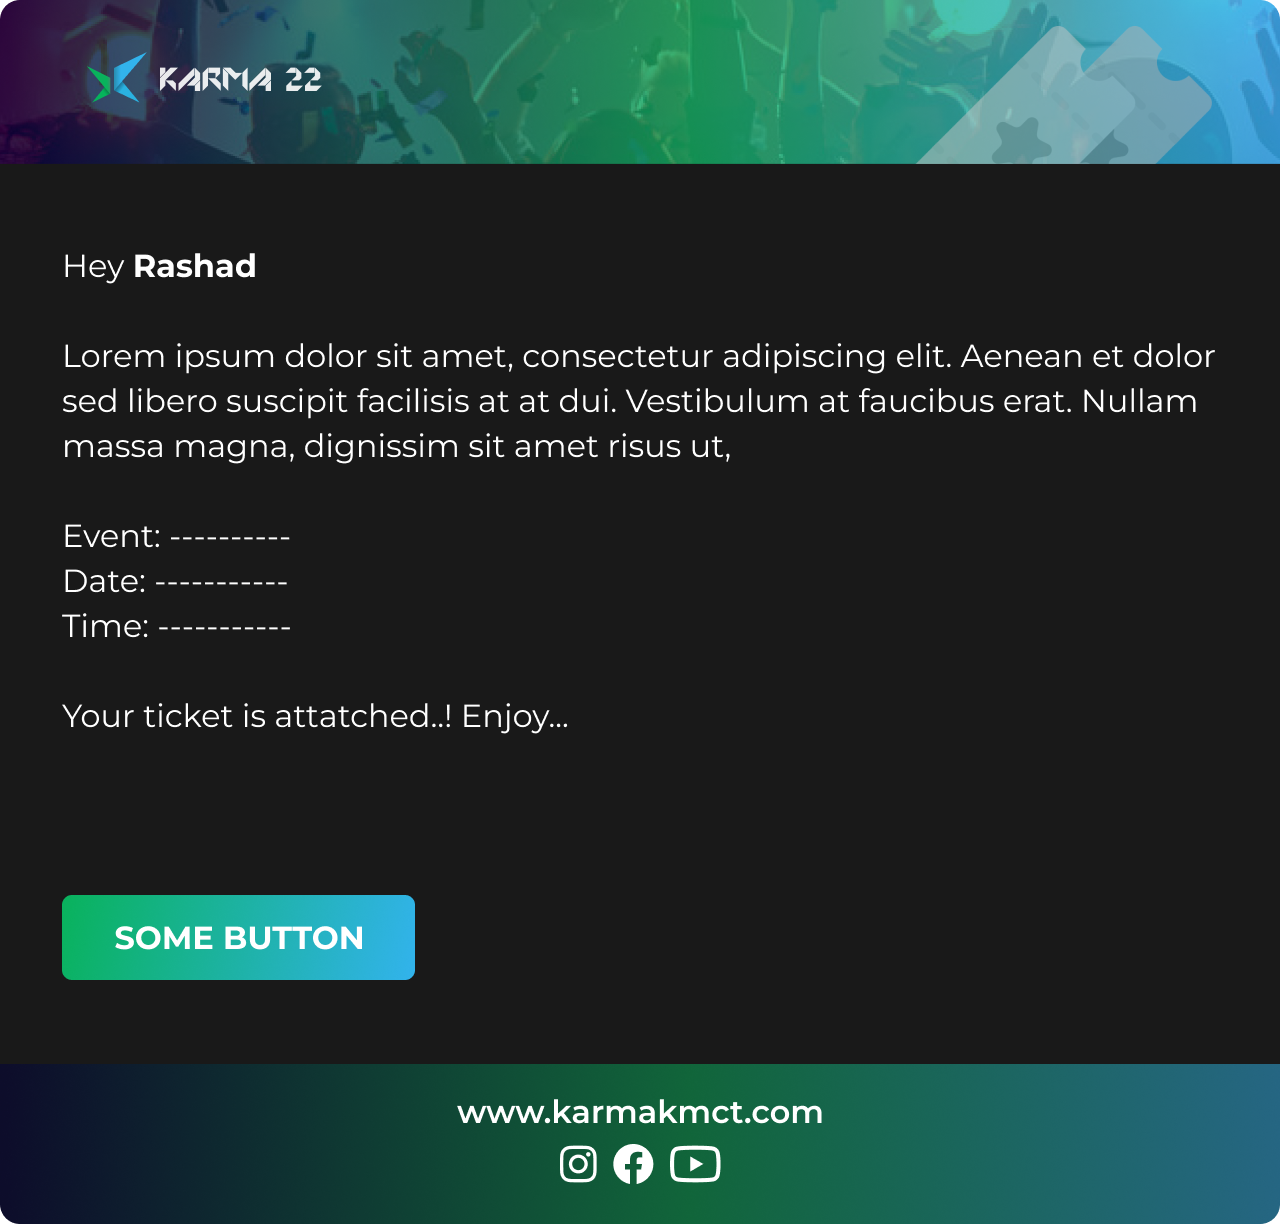 KARMA 22
Hey Rashad
Lorem ipsum dolor sit amet, consectetur adipiscing elit. Aenean et dolor
sed libero suscipit facilisis at at dui. Vestibulum at faucibus erat. Nullam
massa magna, dignissim sit amet risus ut,
Event: ----------
Date: -----------
Time: -----------
Your ticket is attatched..! Enjoy...
SOME BUTTON
www.karmakmct.com